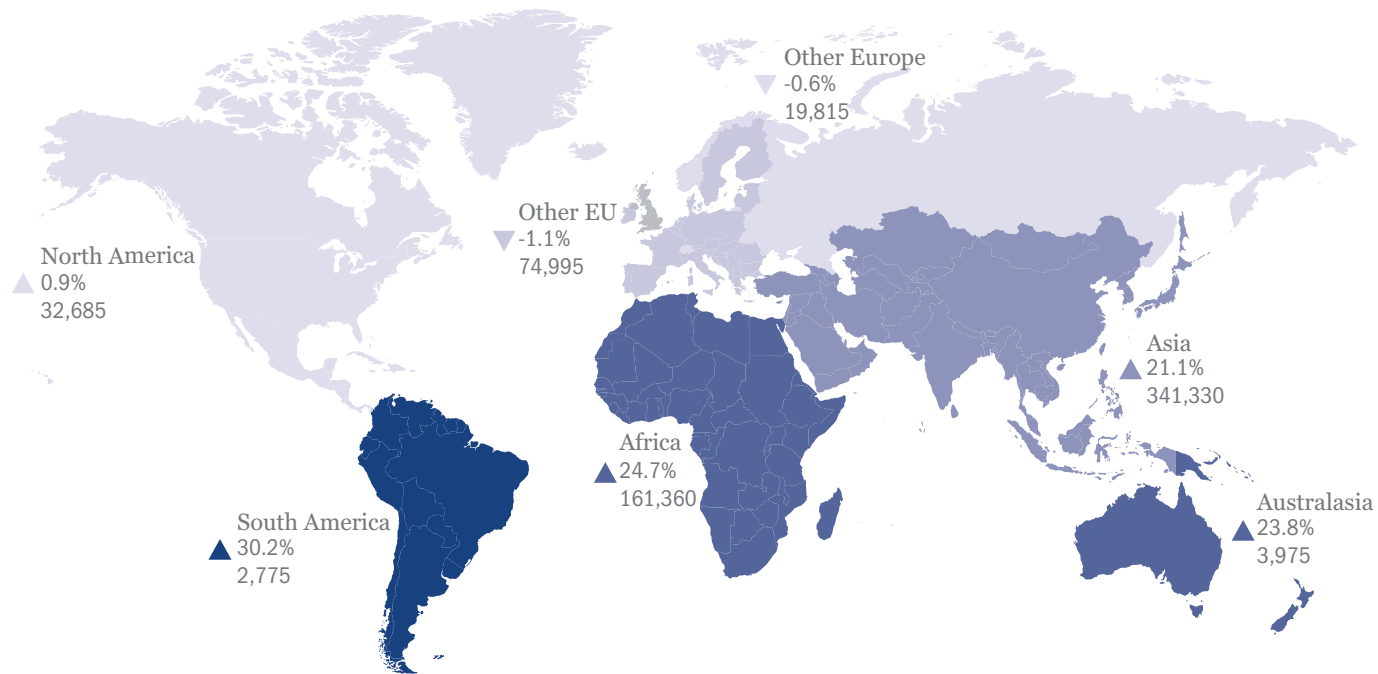 Other Europe
-0.6%
19,815
Other EU
-1.1%
74,995
North America
0.9%
32,685
Asia
21.1%
341,330
Africa
24.7%
161,360
South America
30.2%
2,775
Australasia
23.8%
3,975